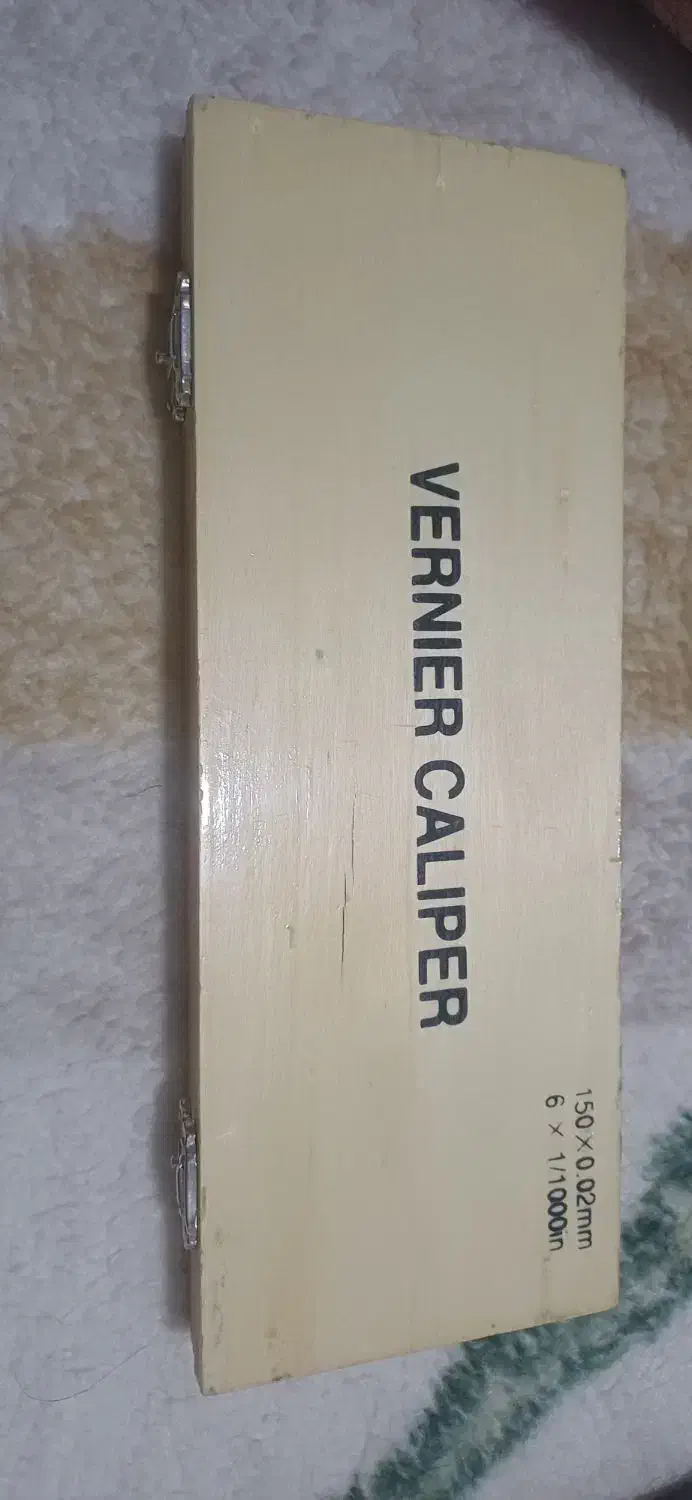 VERNIER CALIPER
150×0.02mm
6 × 1/1000in